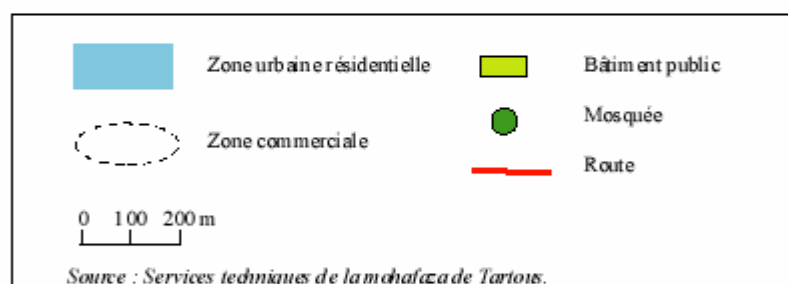 Zone urbaine résidentielle
Bâtiment public
Mosquée
Zone commerciale
Route
0 100 200 m
Source : Services techniques de la mohafaza de Tartous.